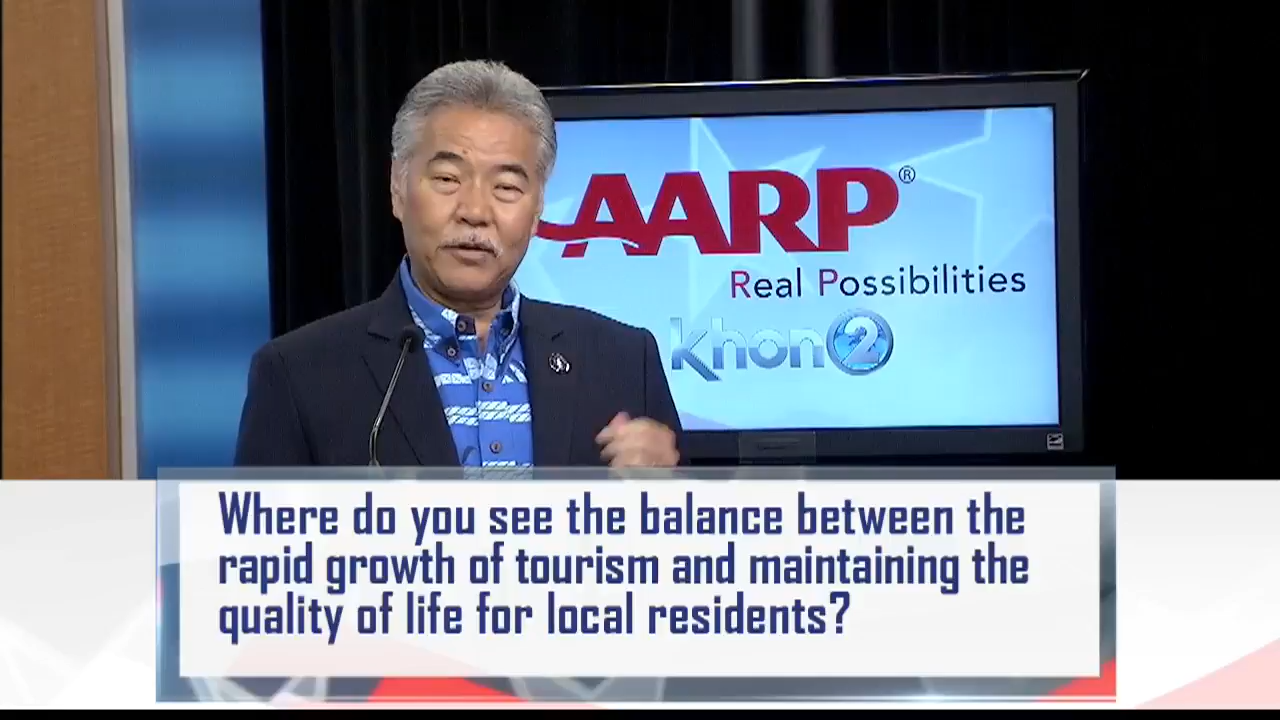 AARP®
Real Possibilities
khon2
Where do you see the balance between the
rapid growth of tourism and maintaining the
quality of life for local residents?